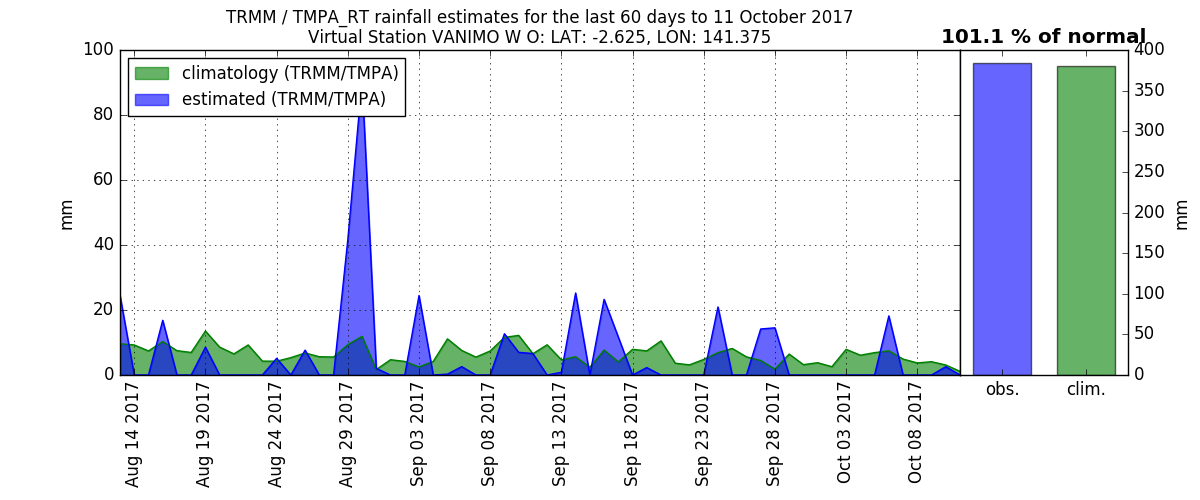 TRMM / TMPA_RT rainfall estimates for the last 60 days to 11 October 2017
Virtual Station VANIMO W O: LAT: -2.625, LON: 141.375
101.1 % of normal
climatology (TRMM/TMPA)
estimated (TRMM/TMPA)
100
80
60
40
20
0
mm
Aug 14 2017
Aug 19 2017
Aug 24 2017
Aug 29 2017
Sep 03 2017
Sep 08 2017
Sep 13 2017
Sep 18 2017
Sep 23 2017
Sep 28 2017
Oct 03 2017
Oct 08 2017
obs.
clim.
400
350
300
250
200
150
100
50
0
mm